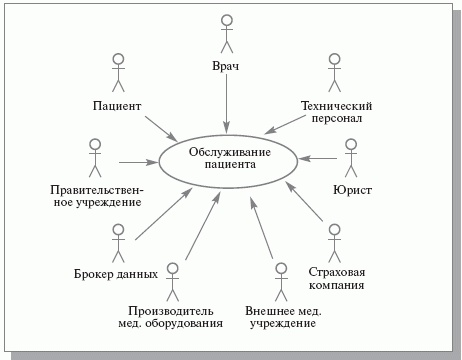 Врач
Пациент
Технический
персонал
Обслуживание
пациента
Правительствен-
ное учреждение
Юрист
Брокер данных
Страховая
компания
Производитель
мед. оборудования
Внешнее мед.
учреждение